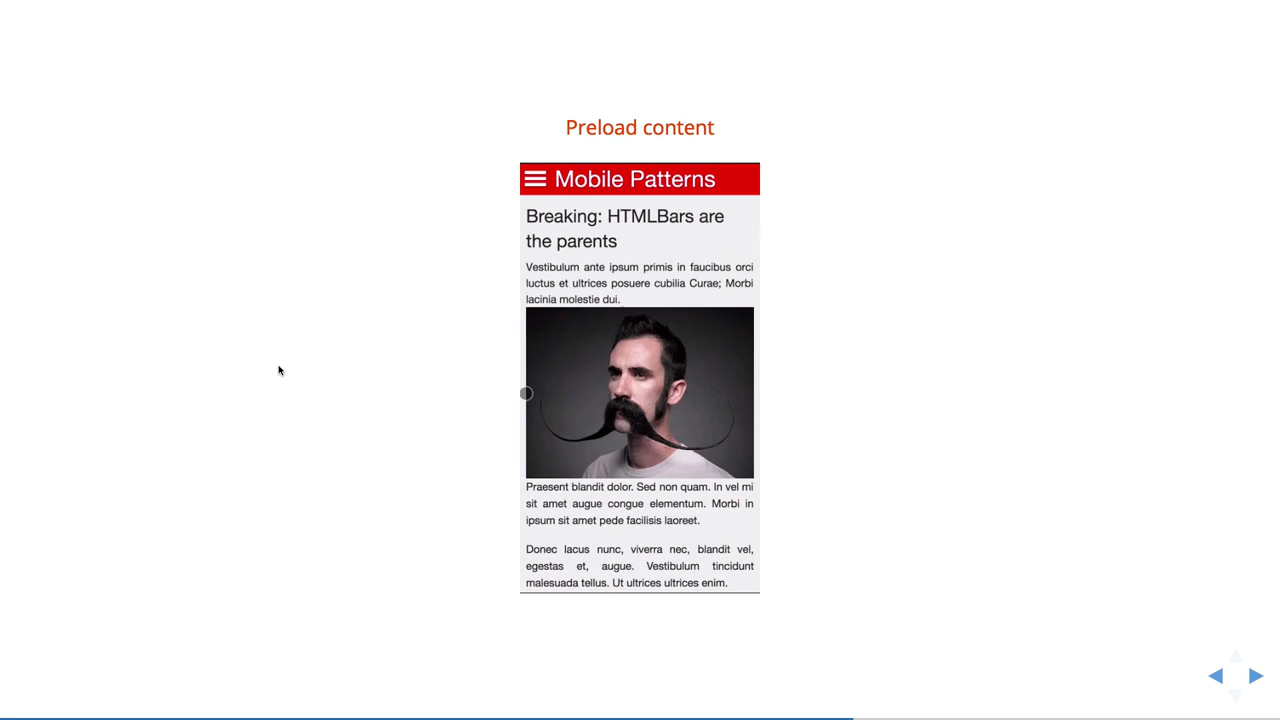 Preload content
Mobile Patterns
Breaking: HTMLBars are
the parents
Vestibulum ante ipsum primis in faucibus orci
luctus et ultrices posuere cubilia Curae; Morbi
lacinia molestie dui.
Praesent blandit dolor. Sed non quam. In vel mi
sit amet augue congue elementum. Morbi in
ipsum sit amet pede facilisis laoreet.
Donec lacus nunc, viverra nec, blandit vel,
egestas et, augue. Vestibulum tincidunt
malesuada tellus. Ut ultrices ultrices enim.